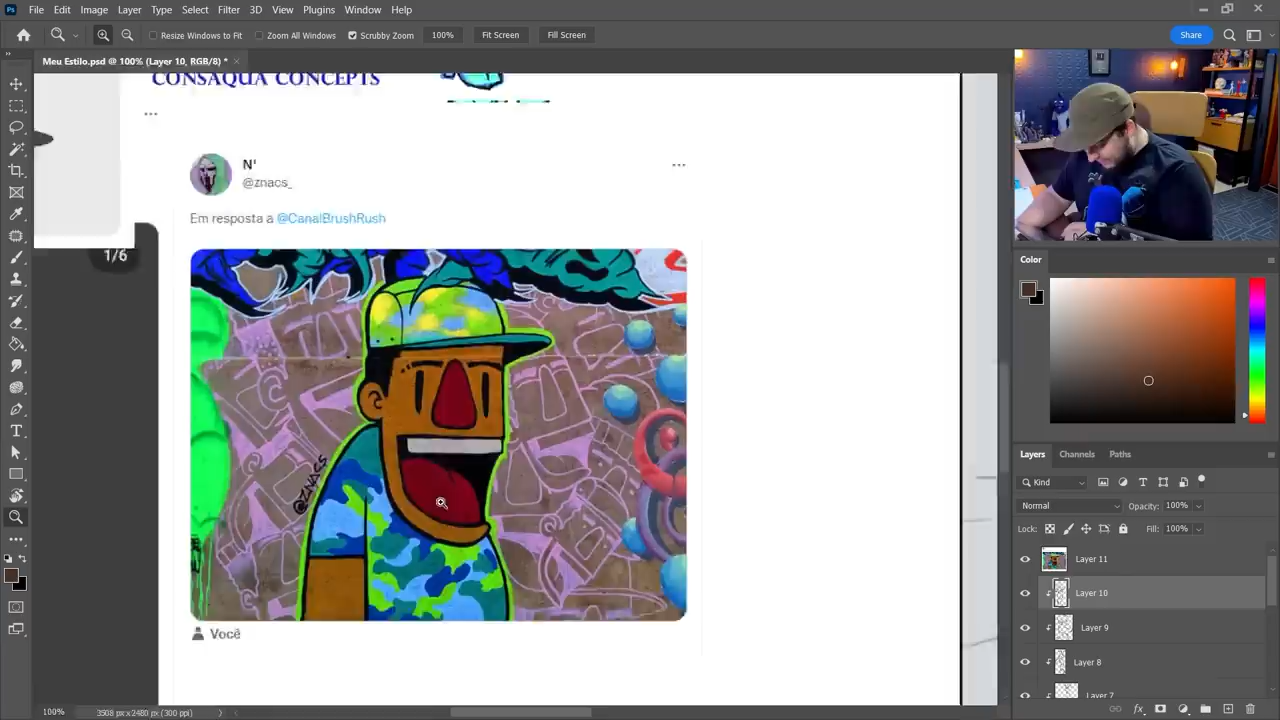 File Edit Image Layer Type Select Filter 3D View Plugins Window Help
Resize Windows to Fit Zoom All Windows Scrubby Zoom 100% Fit Screen Fill Screen Share
Meu Estilo.psd @ 100% (Layer 10, RGB/8) *
CONSAQUA CONCEPTS
N'
@znacs_
Em resposta a @CanalBrushRush
1/6
@ZNACS
Você
Color
Layers Channels Paths
Kind
Normal Opacity: 100%
Lock: Fill: 100%
Layer 11
Layer 10
Layer 9
Layer 8
Layer 7
100% 3508 px x 2480 px (300 ppi)